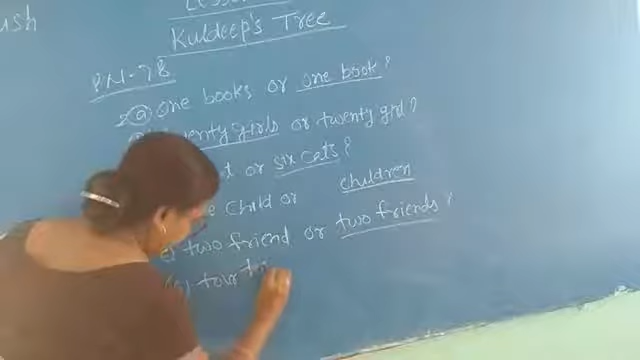 ush
Kuldeep's Tree
P.N-78
a) one books or one book?
twenty girls or twenty girl?
or six cats?
child or children
e) two friend or two friends?